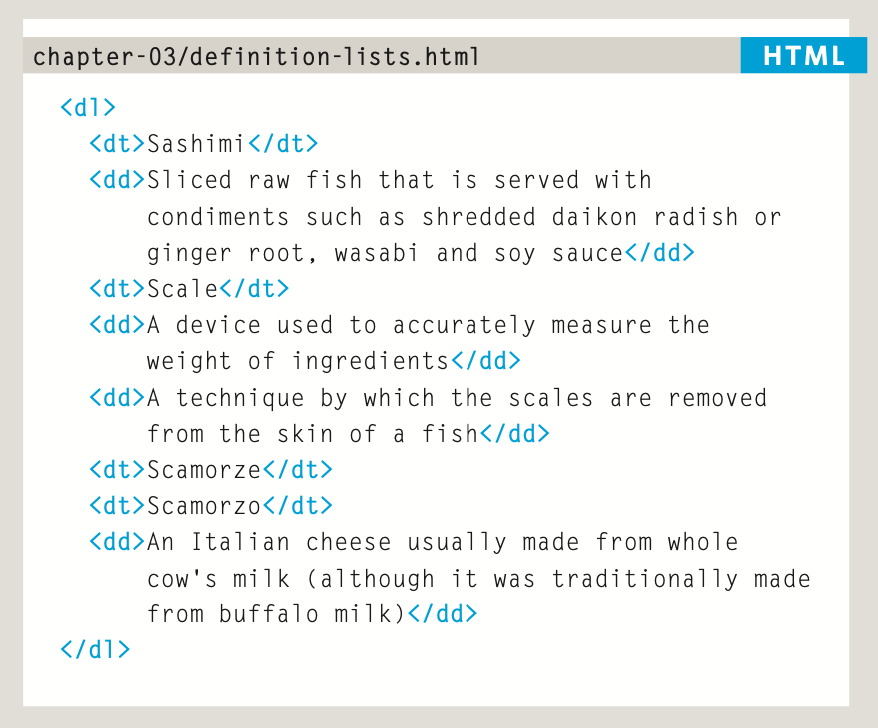 chapter-03/definition-lists.html HTML
<dl>
<dt>Sashimi</dt>
<dd>Sliced raw fish that is served with
condiments such as shredded daikon radish or
ginger root, wasabi and soy sauce</dd>
<dt>Scale</dt>
<dd>A device used to accurately measure the
weight of ingredients</dd>
<dd>A technique by which the scales are removed
from the skin of a fish</dd>
<dt>Scamorze</dt>
<dt>Scamorzo</dt>
<dd>An Italian cheese usually made from whole
cow's milk (although it was traditionally made
from buffalo milk)</dd>
</dl>